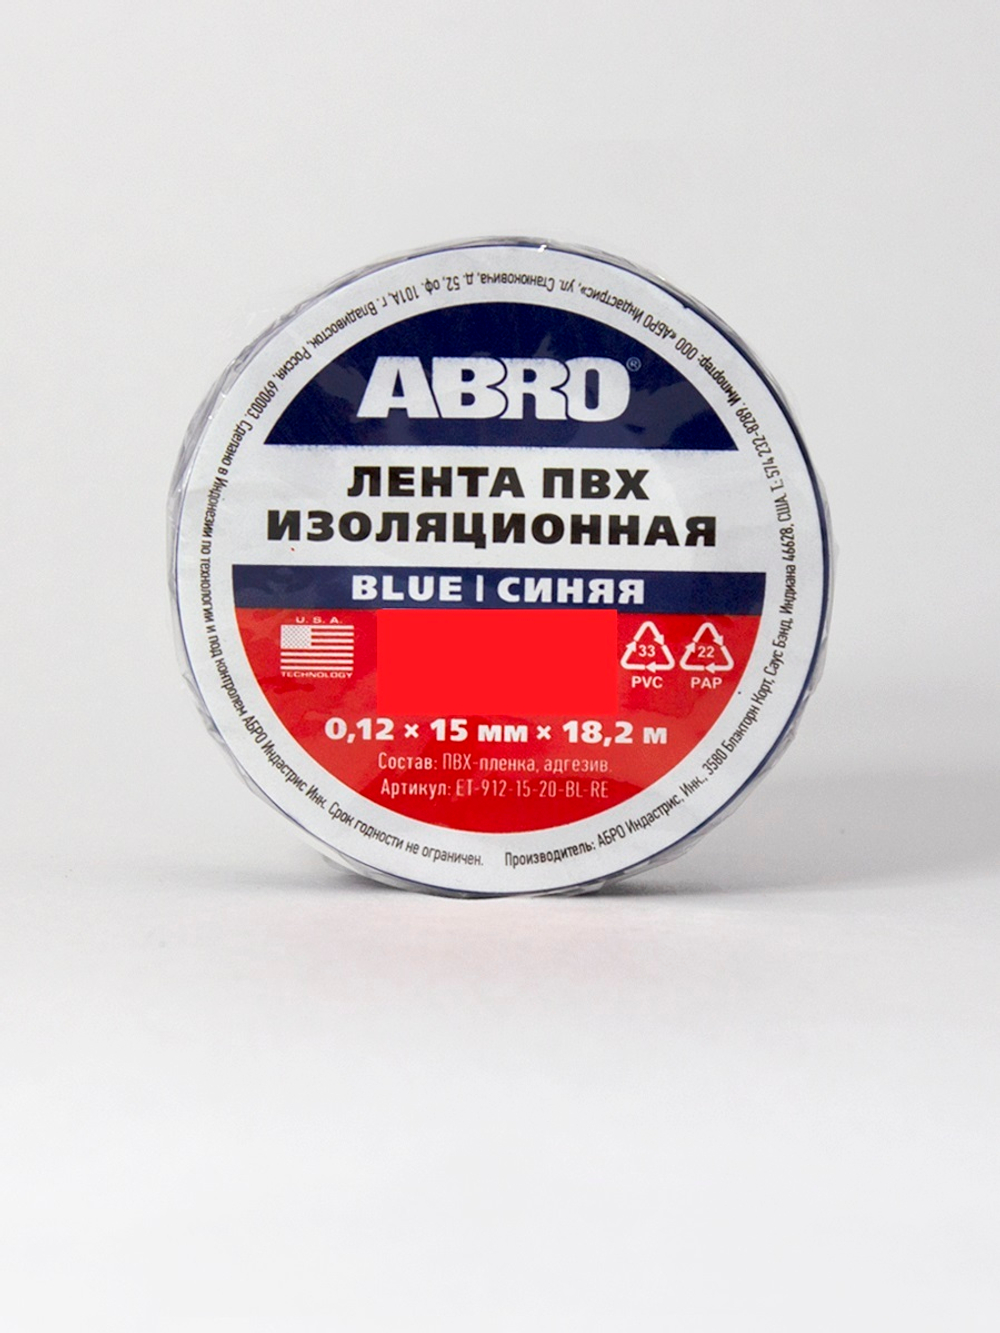 ABRO®
ЛЕНТА ПВХ
ИЗОЛЯЦИОННАЯ
BLUE | СИНЯЯ
U. S. A.
TECHNOLOGY
33
PVC
22
PAP
0,12 × 15 мм × 18,2 м
Состав: ПВХ-пленка, адгезив.
Артикул: ET-912-15-20-BL-RE
Производитель: АБРО Индастрис, Инк., 3580 Блэкторн Корт, Саус Бэнд, Индиана 46628, США, Т.: 574 232-8289. Импортер: ООО «АБРО Индастрис», ул. Станюковича, д. 52, оф. 101А, г. Владивосток, Россия, 690003. Сделано в Индонезии по технологии и под контролем АБРО Индастрис Инк. Срок годности не ограничен.